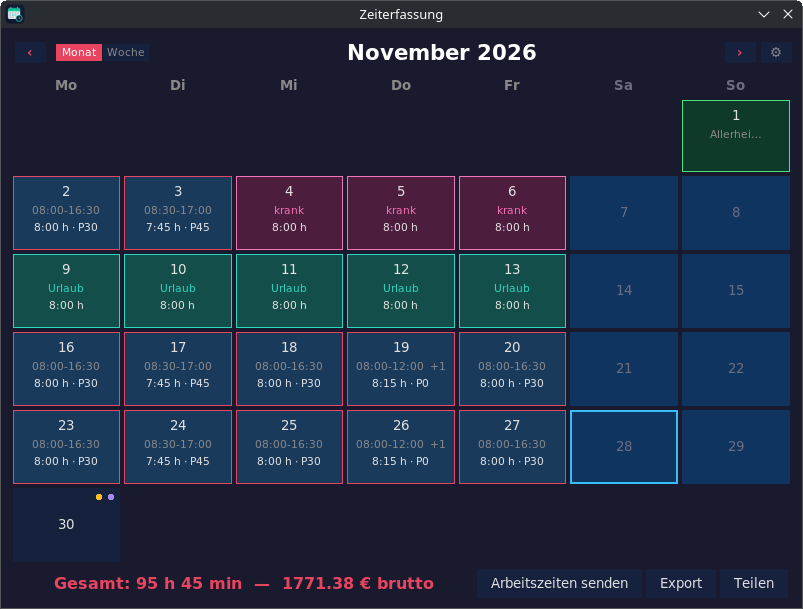 Zeiterfassung
‹ Monat Woche November 2026 › ⚙
Mo Di Mi Do Fr Sa So
1
Allerhei...
2 3 4 5 6 7 8
08:00-16:30 08:30-17:00 krank krank krank
8:00 h · P30 7:45 h · P45 8:00 h 8:00 h 8:00 h
9 10 11 12 13 14 15
Urlaub Urlaub Urlaub Urlaub Urlaub
8:00 h 8:00 h 8:00 h 8:00 h 8:00 h
16 17 18 19 20 21 22
08:00-16:30 08:30-17:00 08:00-16:30 08:00-12:00 +1 08:00-16:30
8:00 h · P30 7:45 h · P45 8:00 h · P30 8:15 h · P0 8:00 h · P30
23 24 25 26 27 28 29
08:00-16:30 08:30-17:00 08:00-16:30 08:00-12:00 +1 08:00-16:30
8:00 h · P30 7:45 h · P45 8:00 h · P30 8:15 h · P0 8:00 h · P30
30
Gesamt: 95 h 45 min — 1771.38 € brutto Arbeitszeiten senden Export Teilen